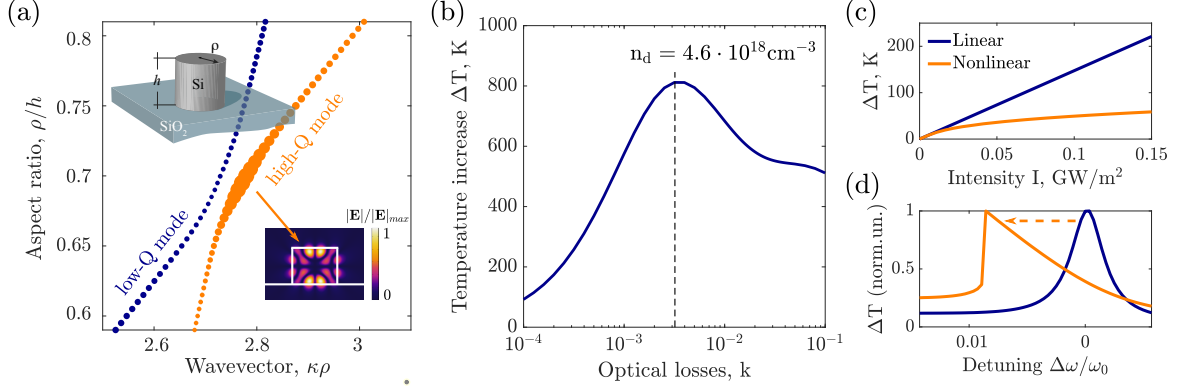 (a)
0.8
0.75
0.7
0.65
0.6
Aspect ratio, ρ/h
ρ
h
Si
SiO₂
low-Q mode
high-Q mode
|E|/|E|max
1
0
2.6
2.8
3
Wavevector, κρ
(b)
1000
800
600
400
200
0
Temperature increase ΔT, K
n_d = 4.6 · 10¹⁸cm⁻³
10⁻⁴
10⁻³
10⁻²
10⁻¹
Optical losses, k
(c)
200
100
0
ΔT, K
Linear
Nonlinear
0
0.05
0.1
0.15
Intensity I, GW/m²
(d)
1
0.5
0
ΔT (norm.un.)
0.01
0
Detuning Δω/ω₀